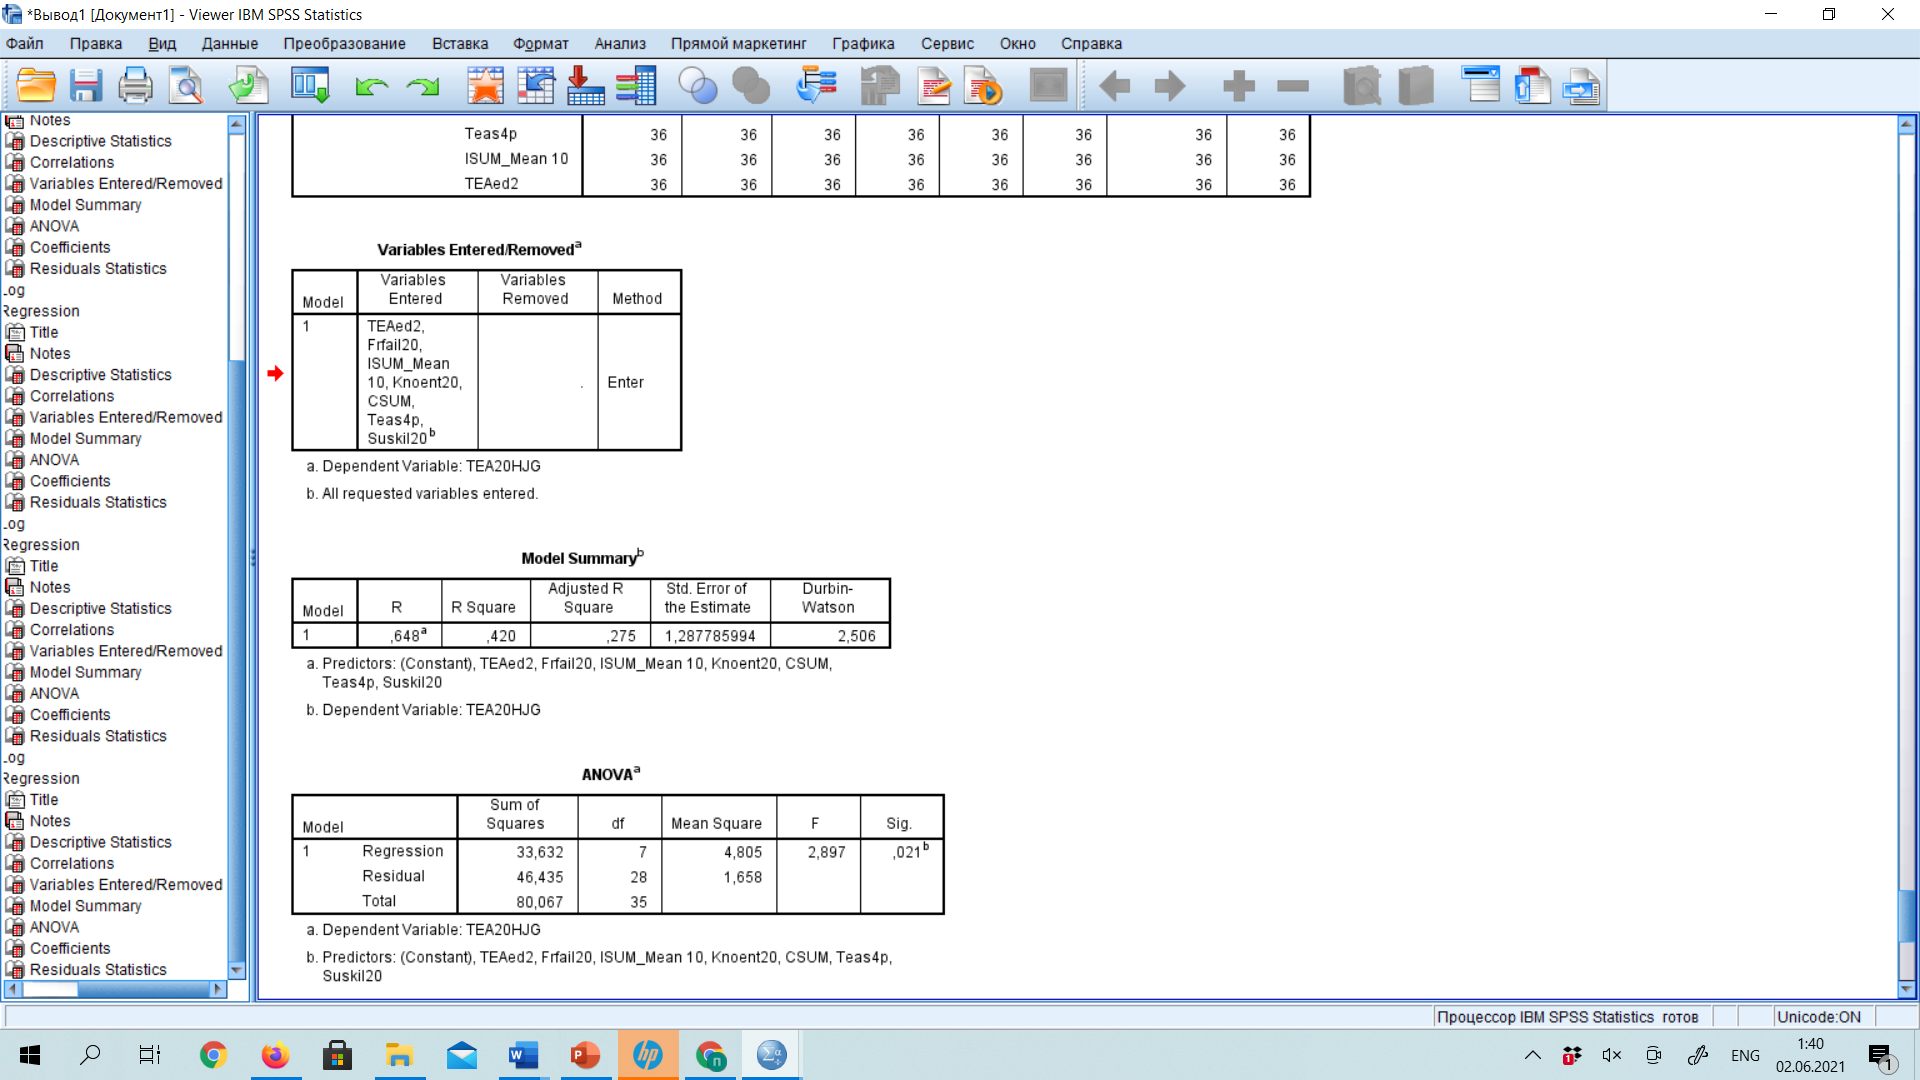 *Вывод1 [Документ1] - Viewer IBM SPSS Statistics
Файл Правка Вид Данные Преобразование Вставка Формат Анализ Прямой маркетинг Графика Сервис Окно Справка
Notes
Descriptive Statistics
Correlations
Variables Entered/Removed
Model Summary
ANOVA
Coefficients
Residuals Statistics
Log
Regression
Title
Notes
Descriptive Statistics
Correlations
Variables Entered/Removed
Model Summary
ANOVA
Coefficients
Residuals Statistics
Log
Regression
Title
Notes
Descriptive Statistics
Correlations
Variables Entered/Removed
Model Summary
ANOVA
Coefficients
Residuals Statistics
Log
Regression
Title
Notes
Descriptive Statistics
Correlations
Variables Entered/Removed
Model Summary
ANOVA
Coefficients
Residuals Statistics
Teas4p 36 36 36 36 36 36 36 36
ISUM_Mean 10 36 36 36 36 36 36 36 36
TEAed2 36 36 36 36 36 36 36 36
Variables Entered/Removedᵃ
Model Variables Entered Variables Removed Method
1 TEAed2, . Enter
Frfail20,
ISUM_Mean
10, Knoent20,
CSUM,
Teas4p,
Suskil20ᵇ
a. Dependent Variable: TEA20HJG
b. All requested variables entered.
Model Summaryᵇ
Model R R Square Adjusted R Square Std. Error of the Estimate Durbin-Watson
1 ,648ᵃ ,420 ,275 1,287785994 2,506
a. Predictors: (Constant), TEAed2, Frfail20, ISUM_Mean 10, Knoent20, CSUM,
Teas4p, Suskil20
b. Dependent Variable: TEA20HJG
ANOVAᵃ
Model Sum of Squares df Mean Square F Sig.
1 Regression 33,632 7 4,805 2,897 ,021ᵇ
Residual 46,435 28 1,658
Total 80,067 35
a. Dependent Variable: TEA20HJG
b. Predictors: (Constant), TEAed2, Frfail20, ISUM_Mean 10, Knoent20, CSUM, Teas4p,
Suskil20
Процессор IBM SPSS Statistics готов Unicode:ON
ENG
1:40
02.06.2021
1